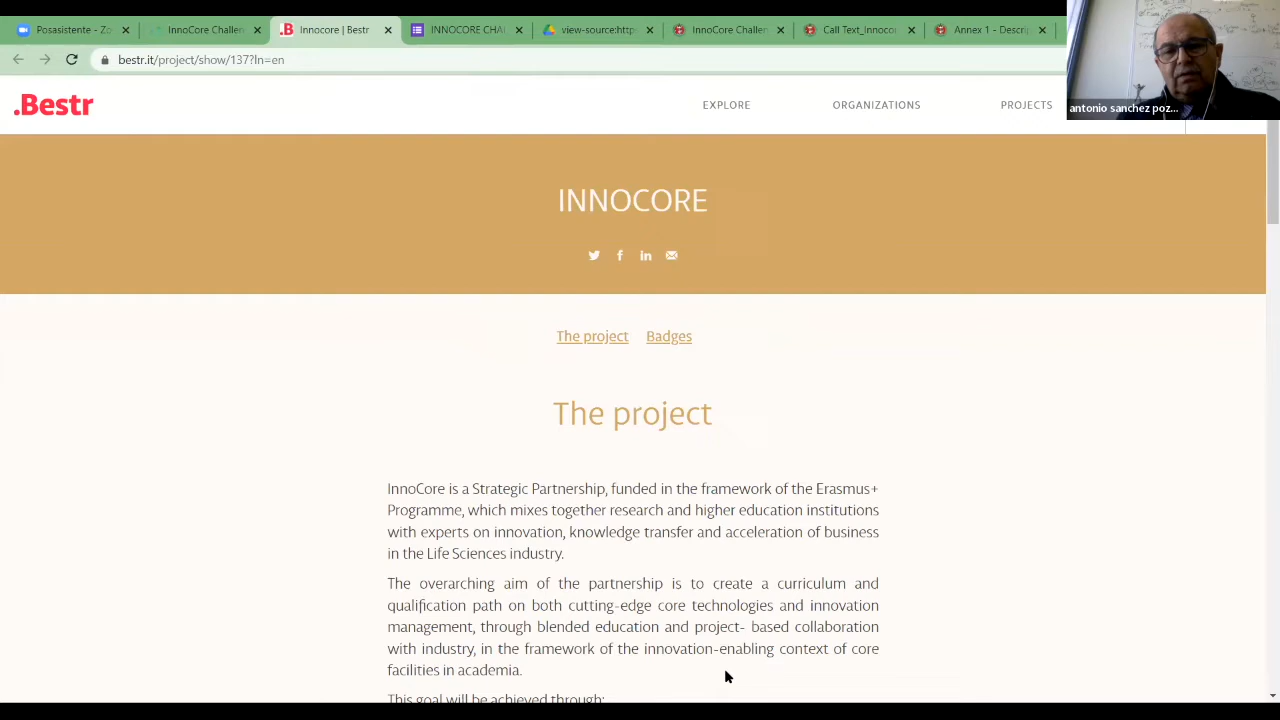 Posasistente - Zo
InnoCore Challen
Innocore | Bestr
INNOCORE CHAL
view-source:https
InnoCore Challen
Call Text_Innocor
Annex 1 - Descrip
bestr.it/project/show/137?ln=en
antonio sanchez poz...
.Bestr
EXPLORE
ORGANIZATIONS
PROJECTS
INNOCORE
The project Badges
The project
InnoCore is a Strategic Partnership, funded in the framework of the Erasmus+
Programme, which mixes together research and higher education institutions
with experts on innovation, knowledge transfer and acceleration of business
in the Life Sciences industry.
The overarching aim of the partnership is to create a curriculum and
qualification path on both cutting-edge core technologies and innovation
management, through blended education and project- based collaboration
with industry, in the framework of the innovation-enabling context of core
facilities in academia.
This goal will be achieved through: